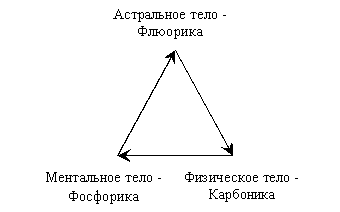 Астральное тело -
Флюорика
Ментальное тело -
Фосфорика
Физическое тело -
Карбоника